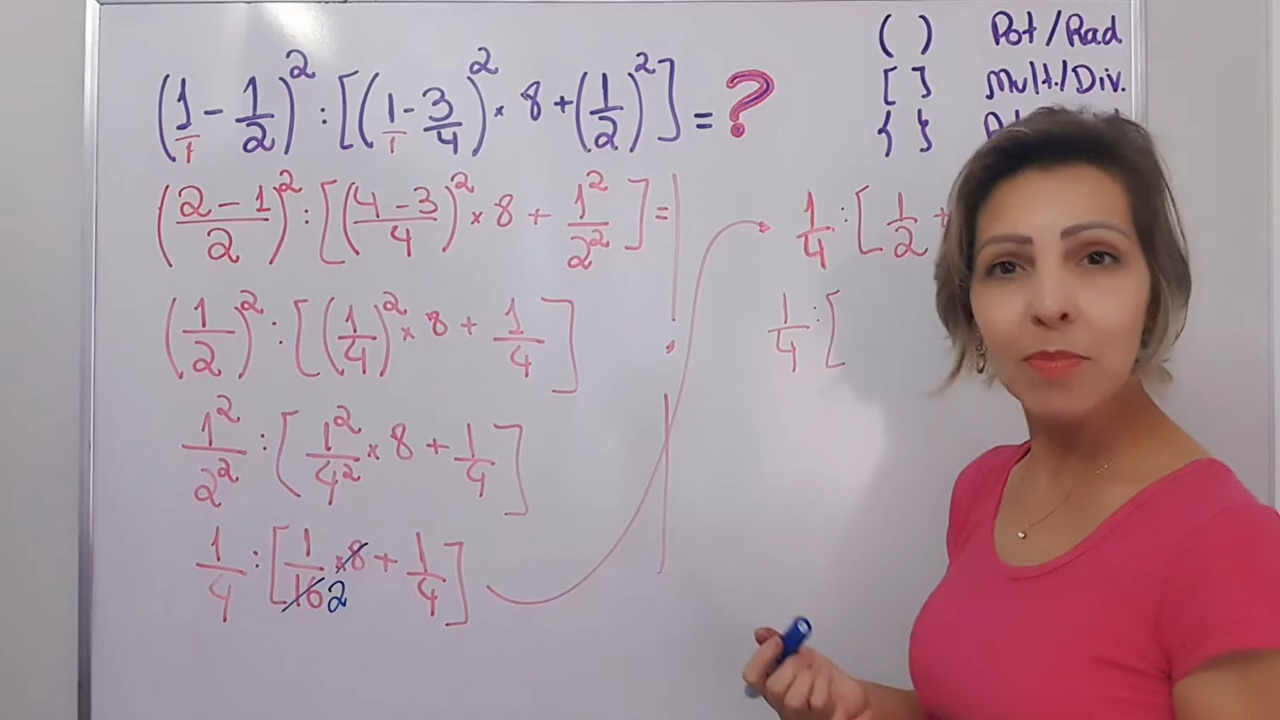 (1/1 - 1/2)² : [(1/1 - 3/4)² × 8 + (1/2)²] = ?
((2 - 1)/2)² : [((4 - 3)/4)² × 8 + 1²/2²] =
(1/2)² : [(1/4)² × 8 + 1/4]
1²/2² : [1²/4² × 8 + 1/4]
1/4 : [1/16 × 8 + 1/4]
2
( ) Pot/Rad
[ ] Mult./Div.
{ }
1/4 : [1/2 +
1/4 : [